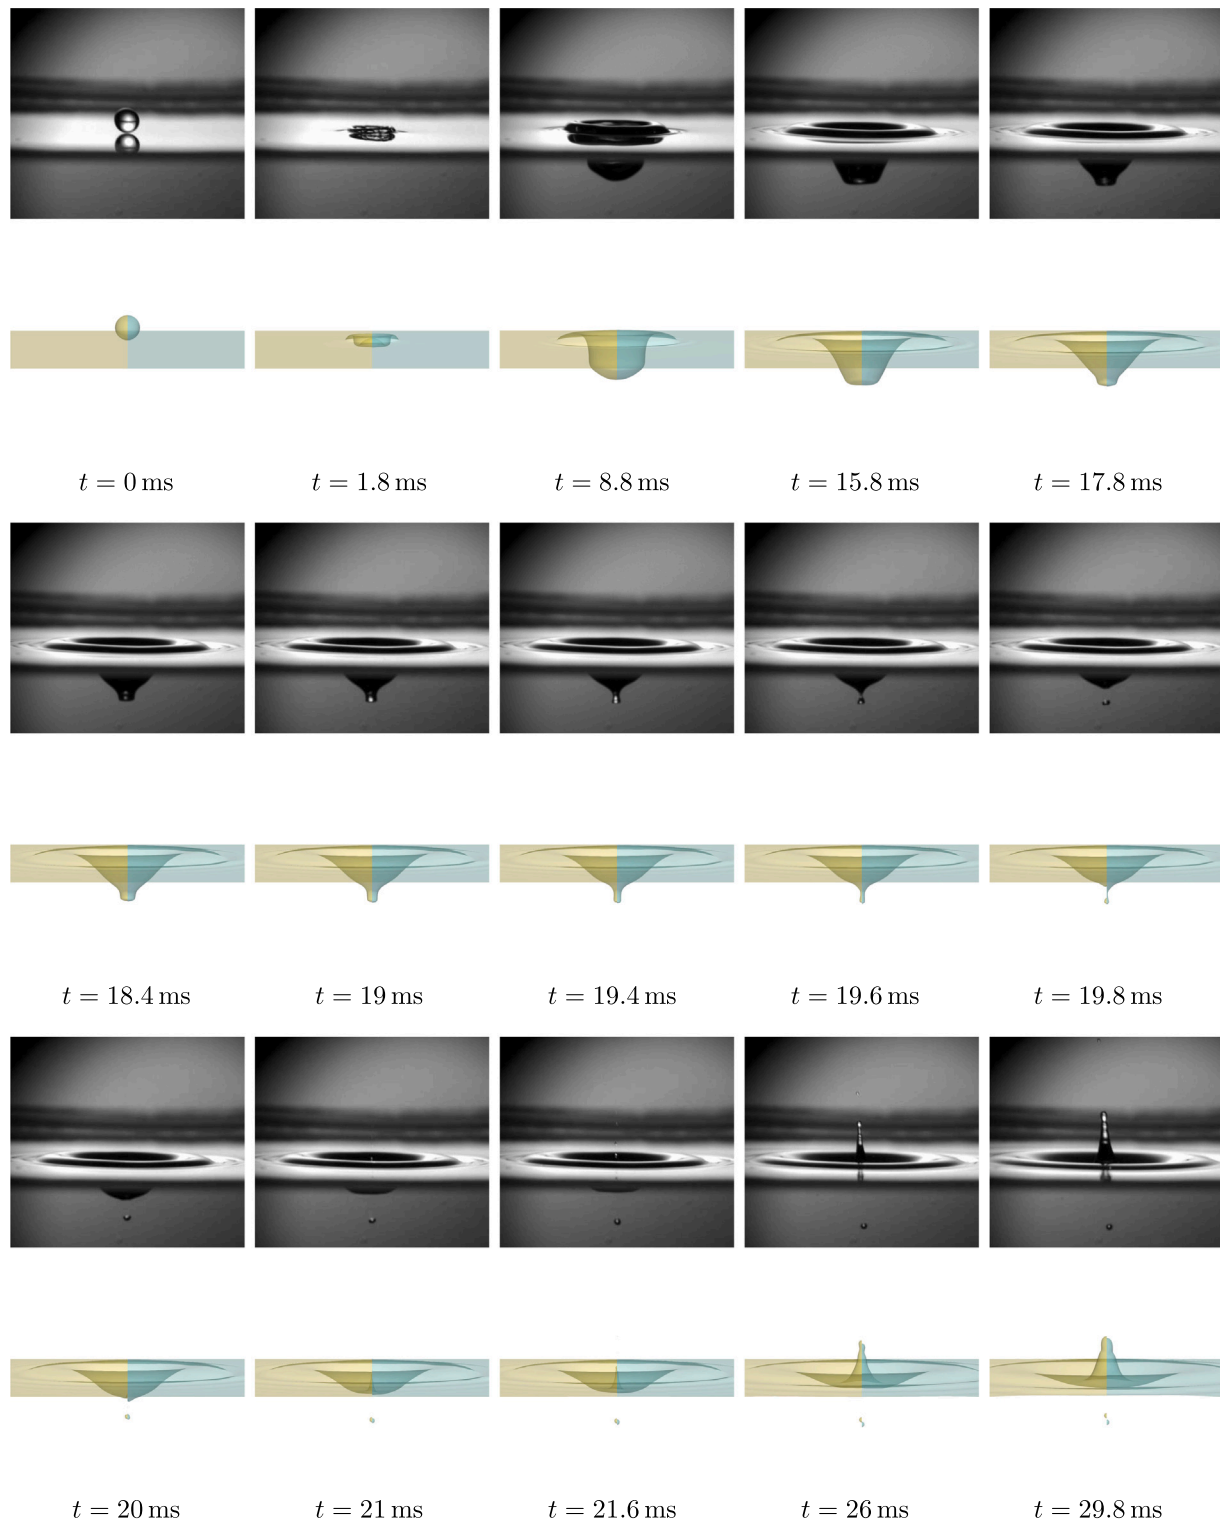 t = 0 ms t = 1.8 ms t = 8.8 ms t = 15.8 ms t = 17.8 ms
t = 18.4 ms t = 19 ms t = 19.4 ms t = 19.6 ms t = 19.8 ms
t = 20 ms t = 21 ms t = 21.6 ms t = 26 ms t = 29.8 ms